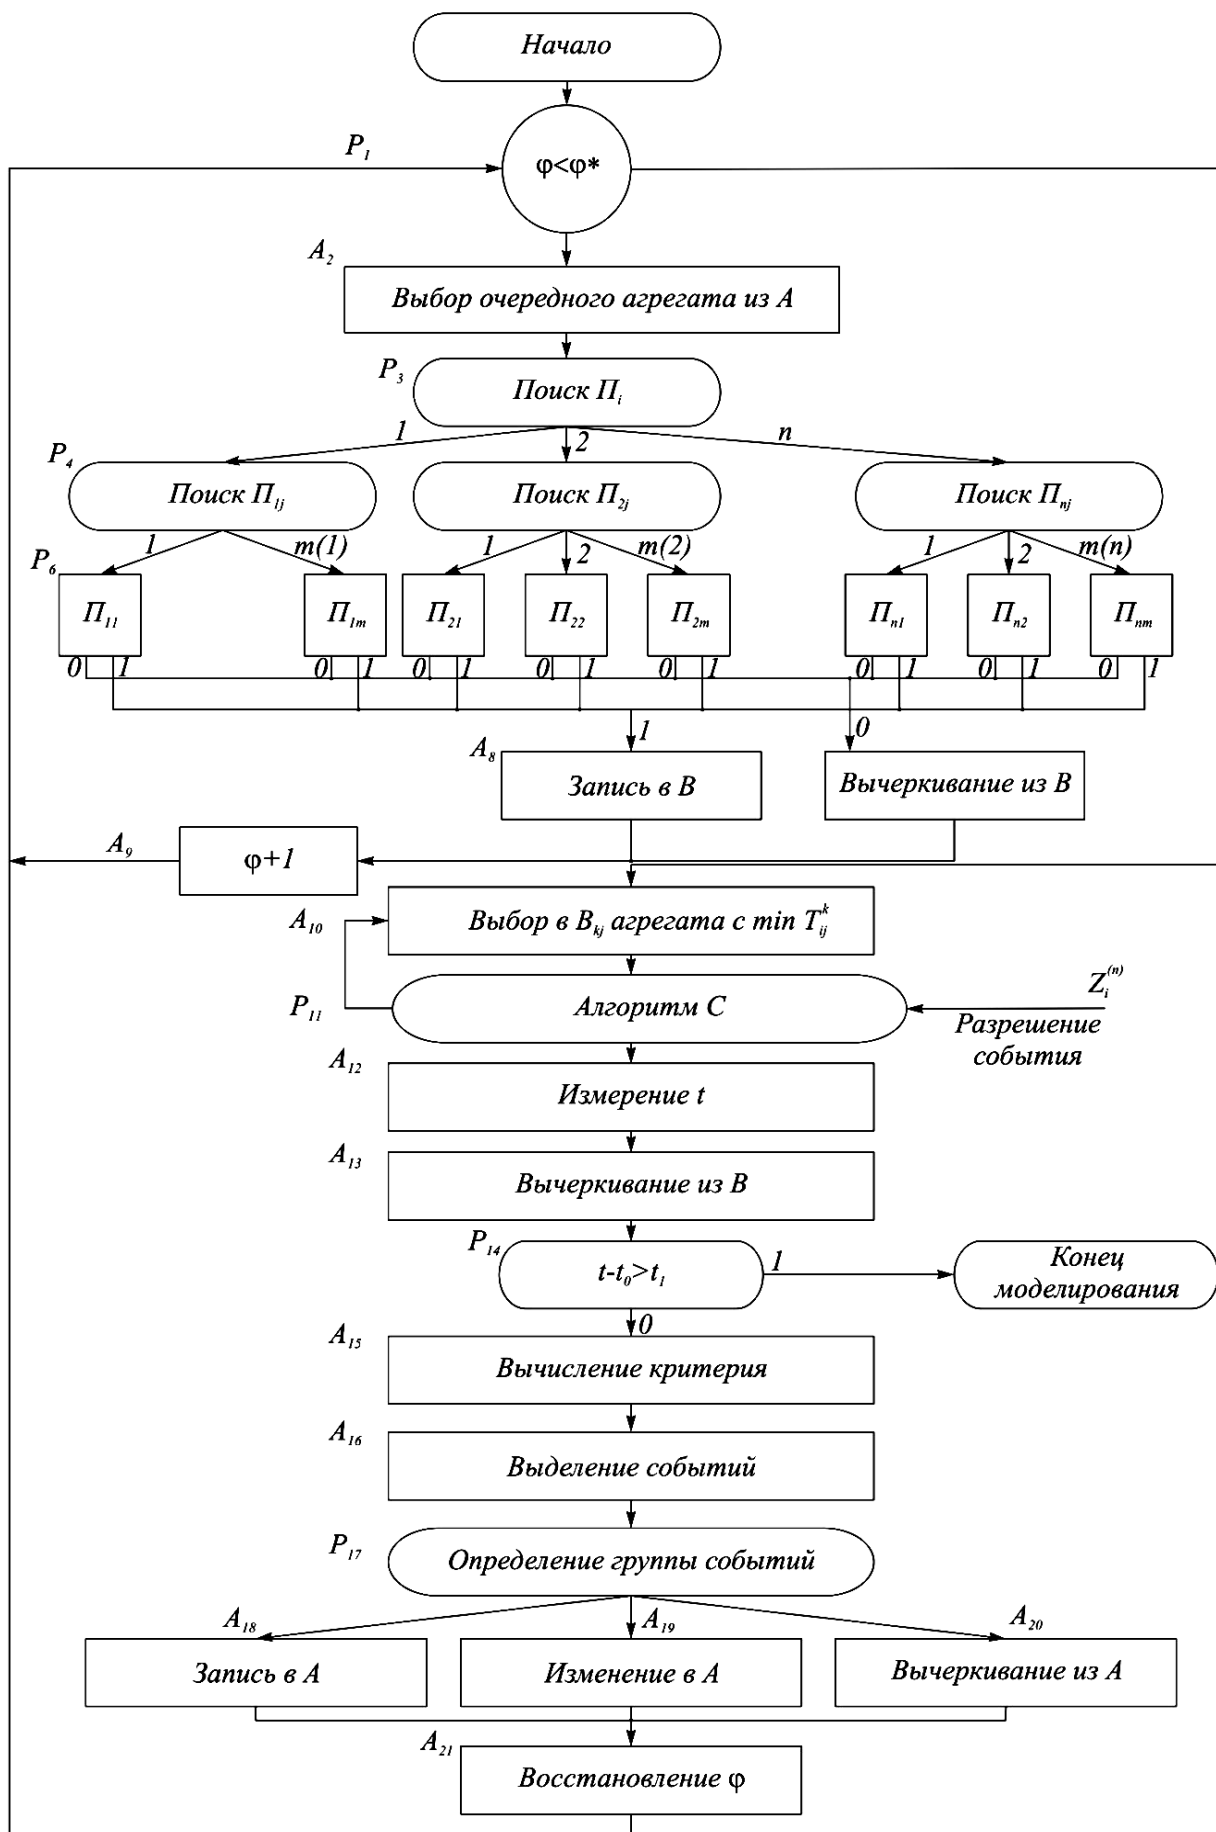 Начало
P₁
φ<φ*
A₂
Выбор очередного агрегата из А
P₃
Поиск Пᵢ
1 2 n
P₄
Поиск П₁ⱼ Поиск П₂ⱼ Поиск Пₙⱼ
1 m(1) 1 2 m(2) 1 2 m(n)
P₆
П₁₁ П₁ₘ П₂₁ П₂₂ П₂ₘ Пₙ₁ Пₙ₂ Пₙₘ
0 1 0 1 0 1 0 1 0 1 0 1 0 1 0 1
1 0
A₈
Запись в В Вычеркивание из В
A₉
φ+1
A₁₀
Выбор в Bₖⱼ агрегата с min Tᵢⱼᵏ
P₁₁
Алгоритм С
Zᵢ⁽ⁿ⁾
Разрешение
события
A₁₂
Измерение t
A₁₃
Вычеркивание из В
P₁₄
t-t₀>t₁
1
Конец
моделирования
0
A₁₅
Вычисление критерия
A₁₆
Выделение событий
P₁₇
Определение группы событий
A₁₈ A₁₉ A₂₀
Запись в А Изменение в А Вычеркивание из А
A₂₁
Восстановление φ